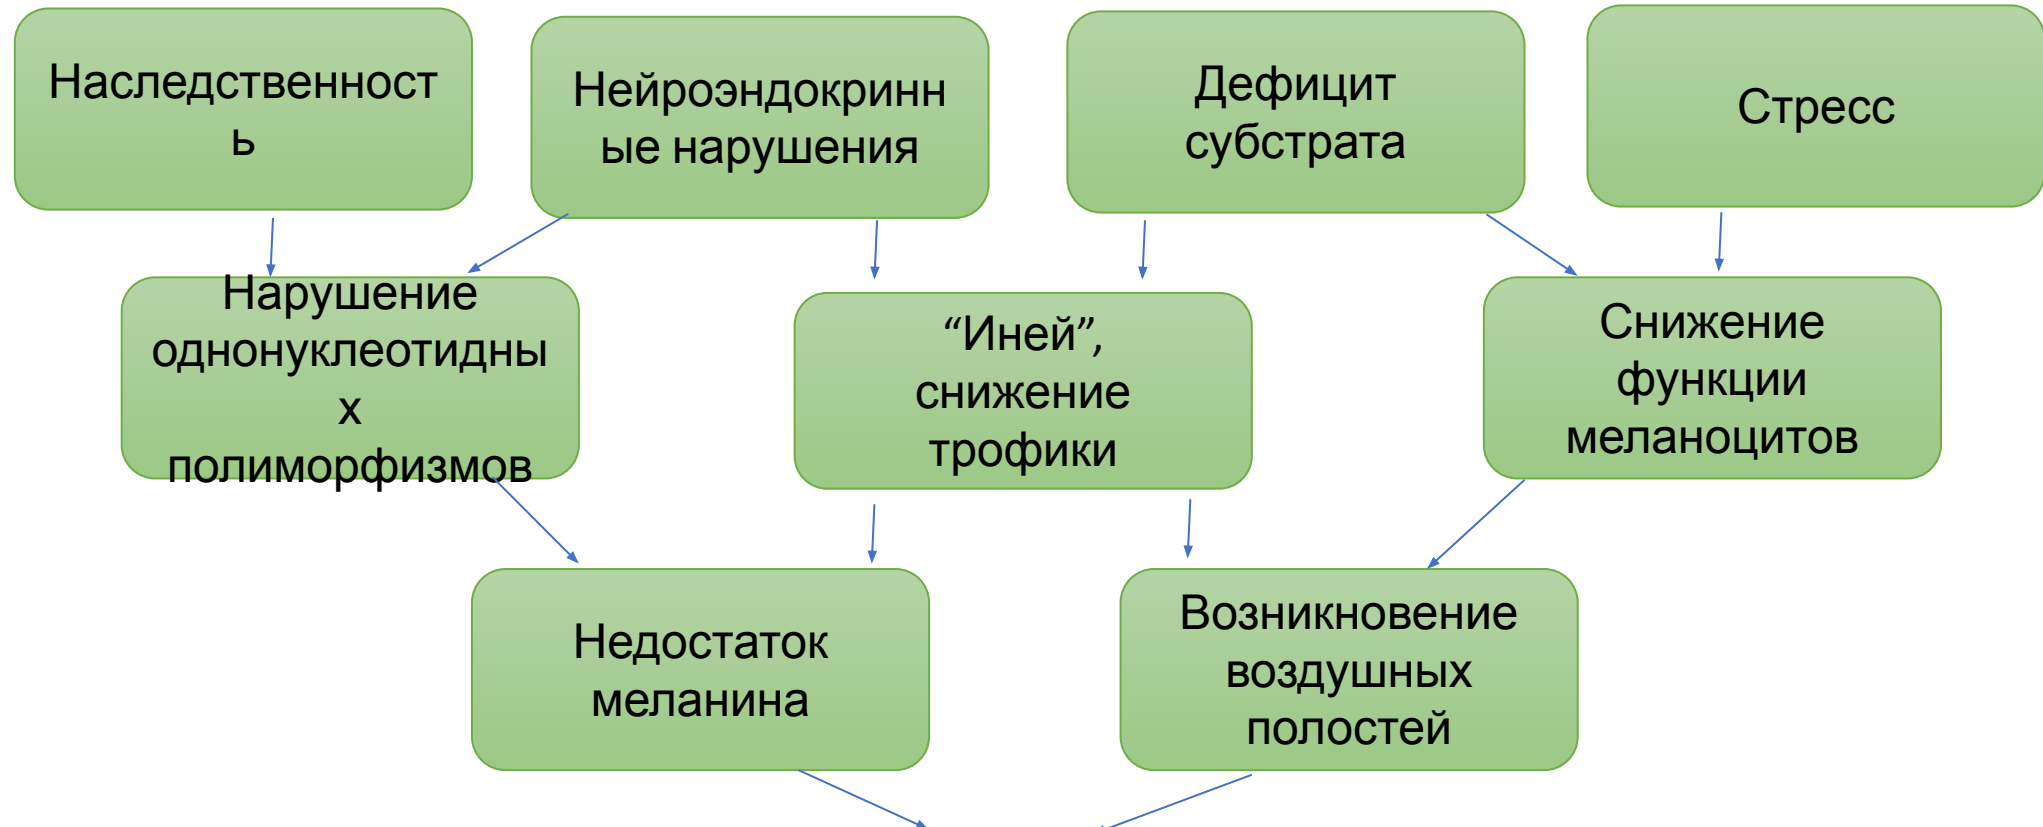 Наследственност
ь
Нейроэндокринн
ые нарушения
Дефицит
субстрата
Стресс
Нарушение
однонуклеотидны
х
полиморфизмов
“Иней”,
снижение
трофики
Снижение
функции
меланоцитов
Недостаток
меланина
Возникновение
воздушных
полостей